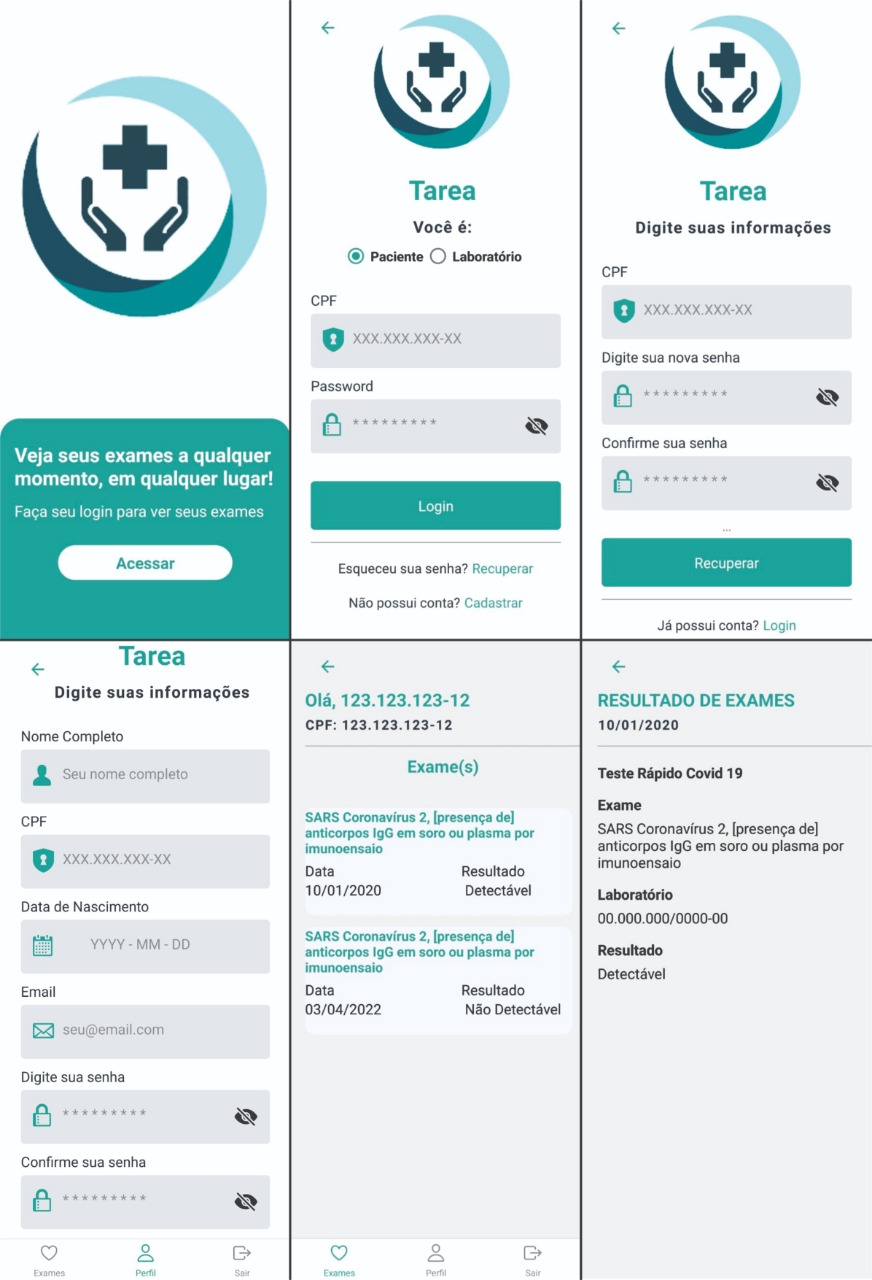 Veja seus exames a qualquer
momento, em qualquer lugar!
Faça seu login para ver seus exames
Acessar
Tarea
Você é:
Paciente Laboratório
CPF
XXX.XXX.XXX-XX
Password
* * * * * * * * *
Login
Esqueceu sua senha? Recuperar
Não possui conta? Cadastrar
Tarea
Digite suas informações
CPF
XXX.XXX.XXX-XX
Digite sua nova senha
* * * * * * * * *
Confirme sua senha
* * * * * * * * *
...
Recuperar
Já possui conta? Login
Tarea
Digite suas informações
Nome Completo
Seu nome completo
CPF
XXX.XXX.XXX-XX
Data de Nascimento
YYYY - MM - DD
Email
seu@email.com
Digite sua senha
* * * * * * * * *
Confirme sua senha
* * * * * * * * *
Exames Perfil Sair
Olá, 123.123.123-12
CPF: 123.123.123-12
Exame(s)
SARS Coronavírus 2, [presença de]
anticorpos IgG em soro ou plasma por
imunoensaio
Data Resultado
10/01/2020 Detectável
SARS Coronavírus 2, [presença de]
anticorpos IgG em soro ou plasma por
imunoensaio
Data Resultado
03/04/2022 Não Detectável
Exames Perfil Sair
RESULTADO DE EXAMES
10/01/2020
Teste Rápido Covid 19
Exame
SARS Coronavírus 2, [presença de]
anticorpos IgG em soro ou plasma por
imunoensaio
Laboratório
00.000.000/0000-00
Resultado
Detectável